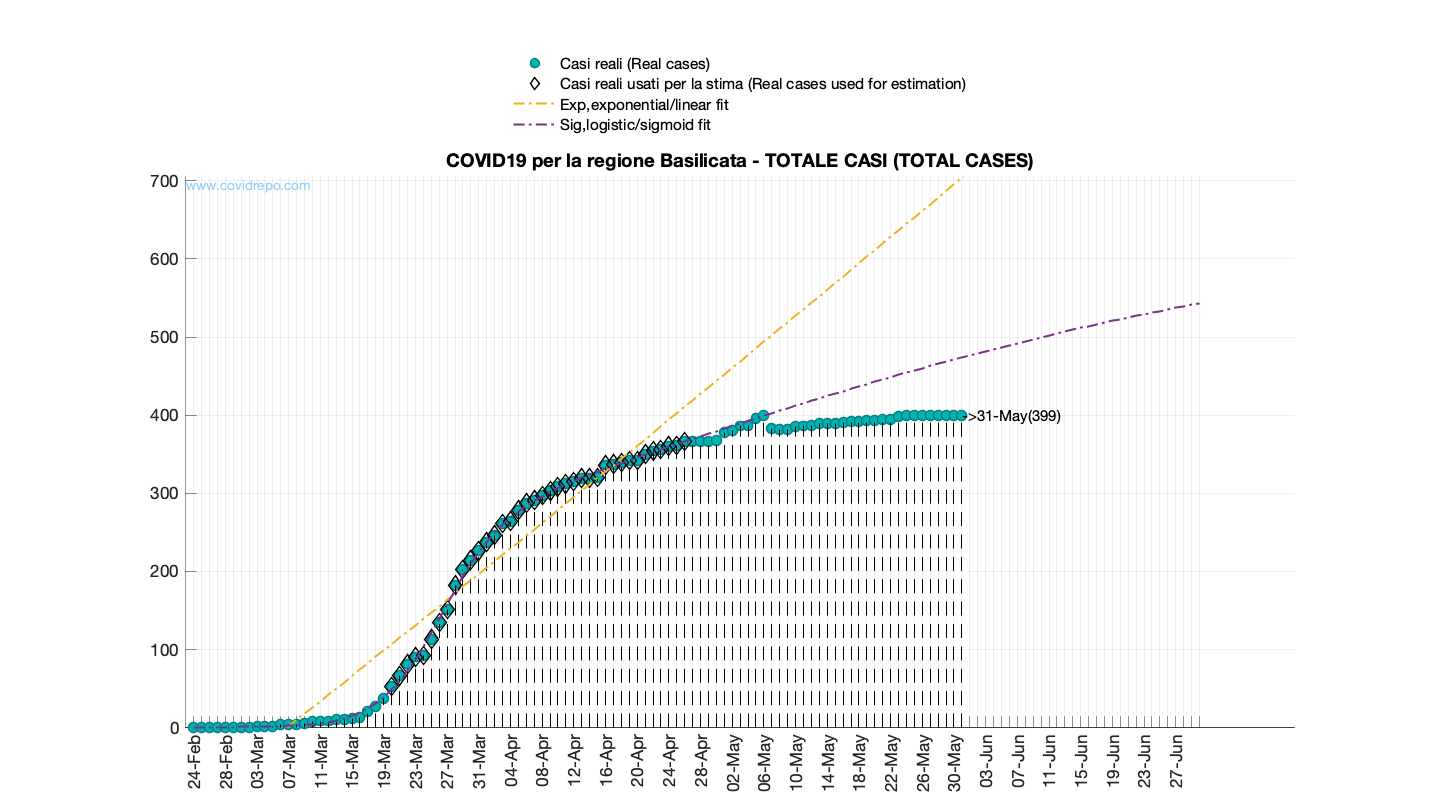 Casi reali (Real cases)
Casi reali usati per la stima (Real cases used for estimation)
Exp,exponential/linear fit
Sig,logistic/sigmoid fit
COVID19 per la regione Basilicata - TOTALE CASI (TOTAL CASES)
www.covidrepo.com
700
600
500
400
300
200
100
0
>31-May(399)
24-Feb
28-Feb
03-Mar
07-Mar
11-Mar
15-Mar
19-Mar
23-Mar
27-Mar
31-Mar
04-Apr
08-Apr
12-Apr
16-Apr
20-Apr
24-Apr
28-Apr
02-May
06-May
10-May
14-May
18-May
22-May
26-May
30-May
03-Jun
07-Jun
11-Jun
15-Jun
19-Jun
23-Jun
27-Jun